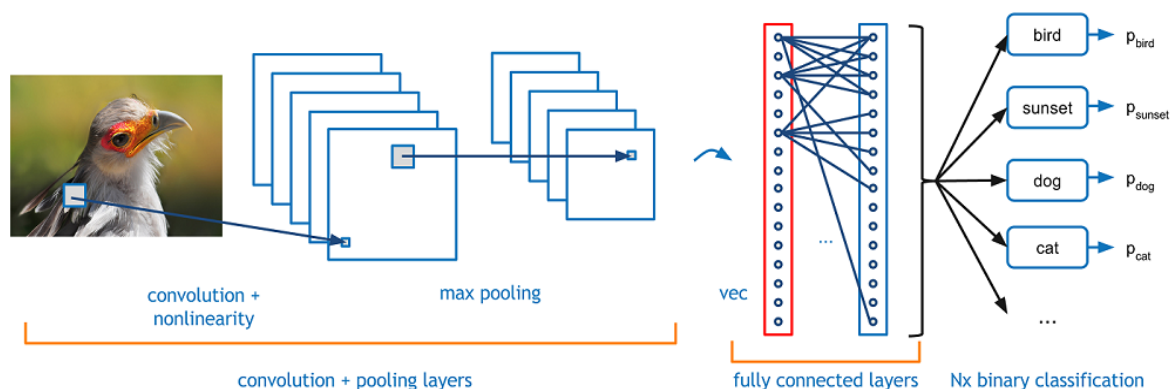 bird
p_bird
sunset
p_sunset
dog
p_dog
cat
p_cat
...
...
convolution +
nonlinearity
max pooling
vec
convolution + pooling layers
fully connected layers
Nx binary classification